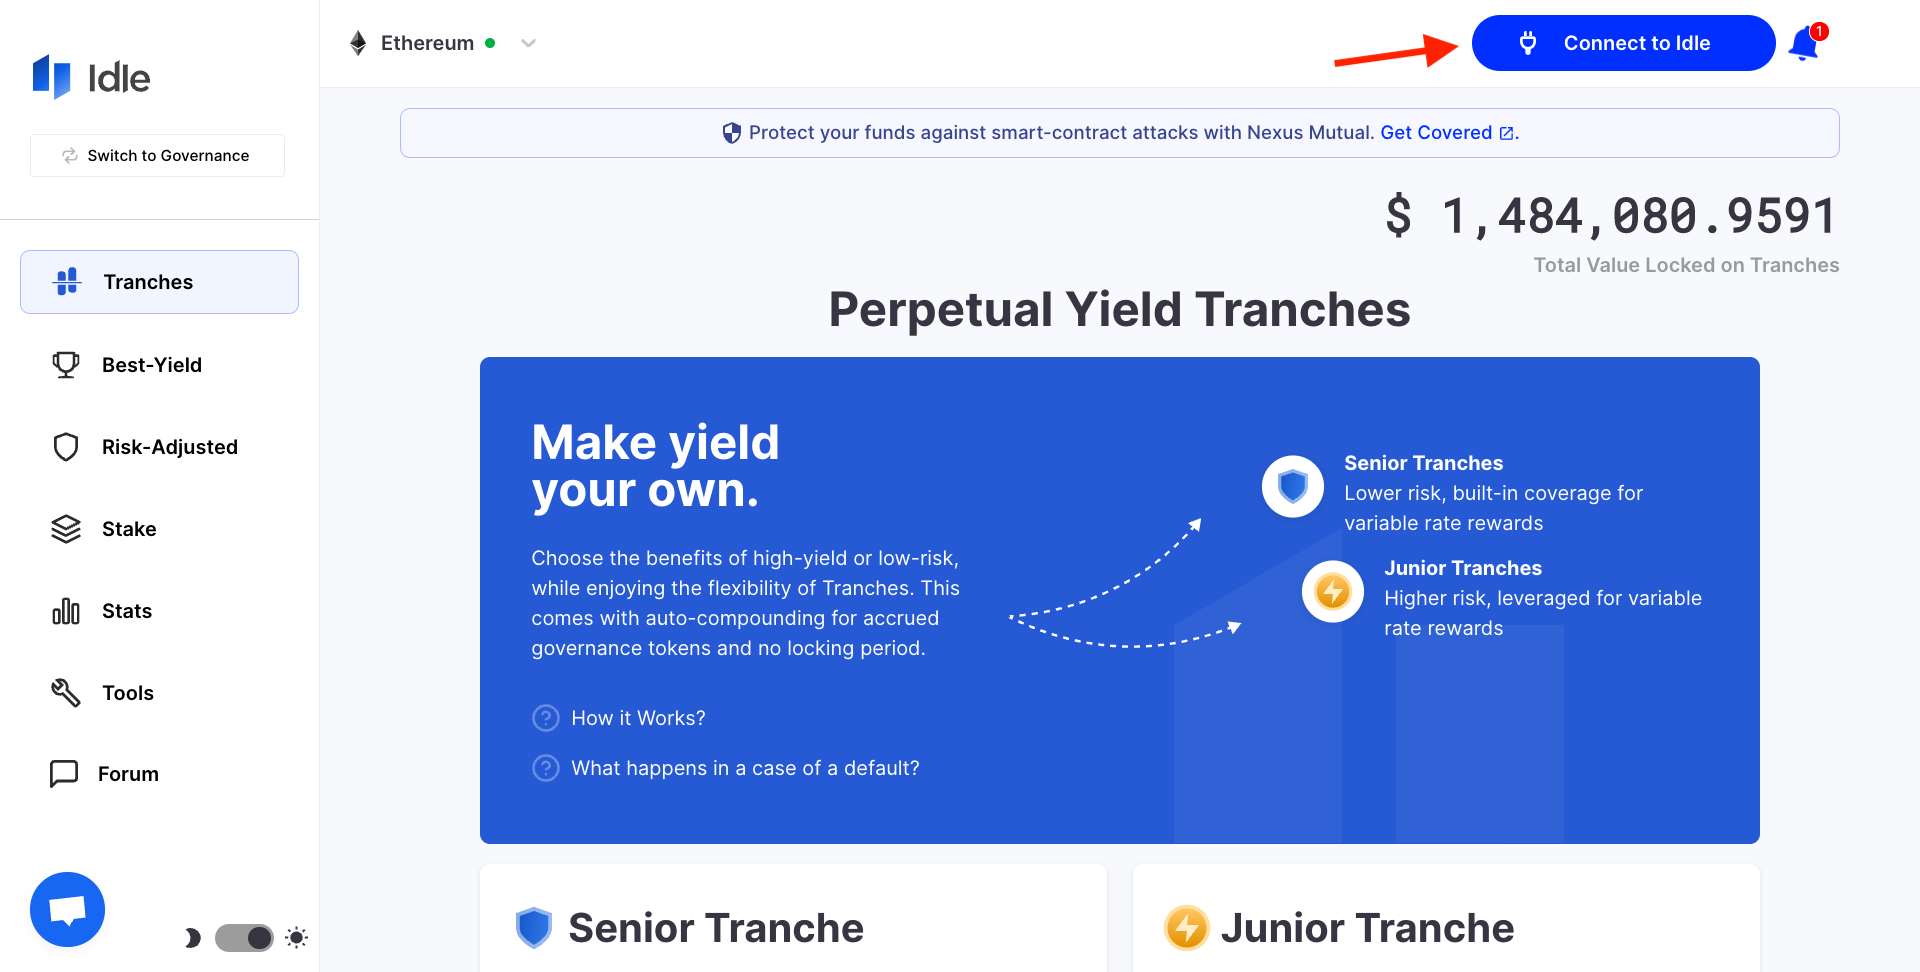 Idle
Switch to Governance
Tranches
Best-Yield
Risk-Adjusted
Stake
Stats
Tools
Forum
Ethereum
Connect to Idle
1
Protect your funds against smart-contract attacks with Nexus Mutual. Get Covered .
$ 1,484,080.9591
Total Value Locked on Tranches
Perpetual Yield Tranches
Make yield
your own.
Choose the benefits of high-yield or low-risk,
while enjoying the flexibility of Tranches. This
comes with auto-compounding for accrued
governance tokens and no locking period.
? How it Works?
? What happens in a case of a default?
Senior Tranches
Lower risk, built-in coverage for
variable rate rewards
Junior Tranches
Higher risk, leveraged for variable
rate rewards
Senior Tranche
Junior Tranche